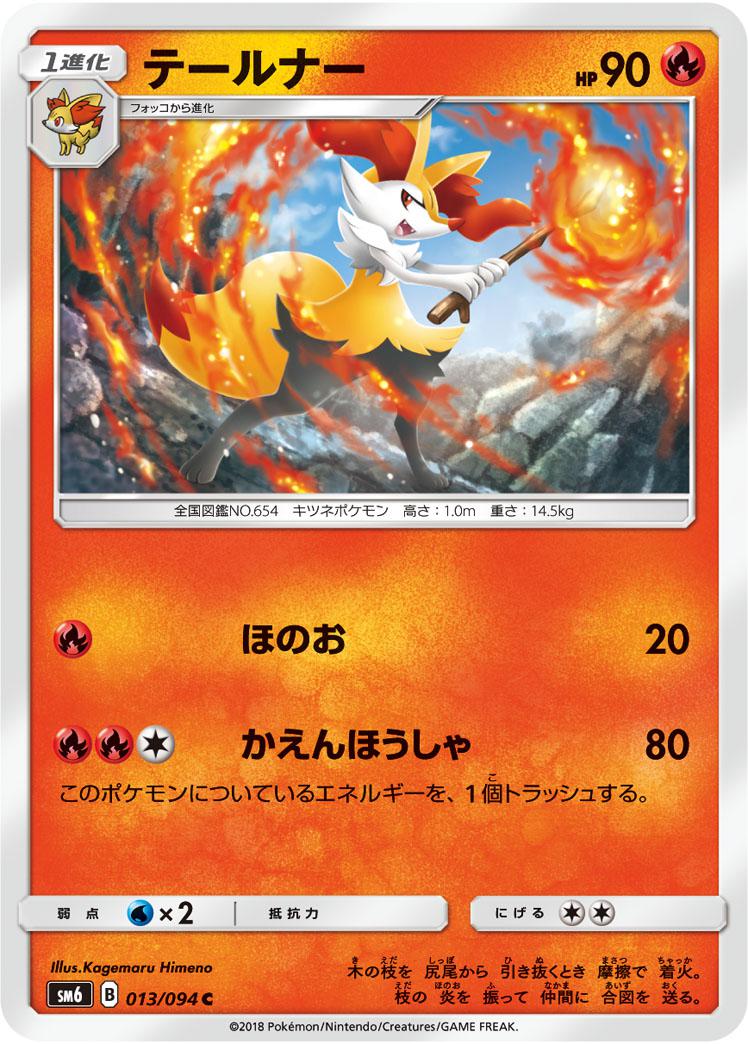 1進化
テールナー
HP 90
フォッコから進化
全国図鑑NO.654 キツネポケモン 高さ：1.0m 重さ：14.5kg
ほのお 20
かえんほうしゃ 80
このポケモンについているエネルギーを、1個トラッシュする。
弱点 ×2 抵抗力 にげる
Illus.Kagemaru Himeno
木の枝を 尻尾から 引き抜くとき 摩擦で 着火。
枝の 炎を 振って 仲間に 合図を 送る。
SM6 B 013/094 C
©2018 Pokémon/Nintendo/Creatures/GAME FREAK.